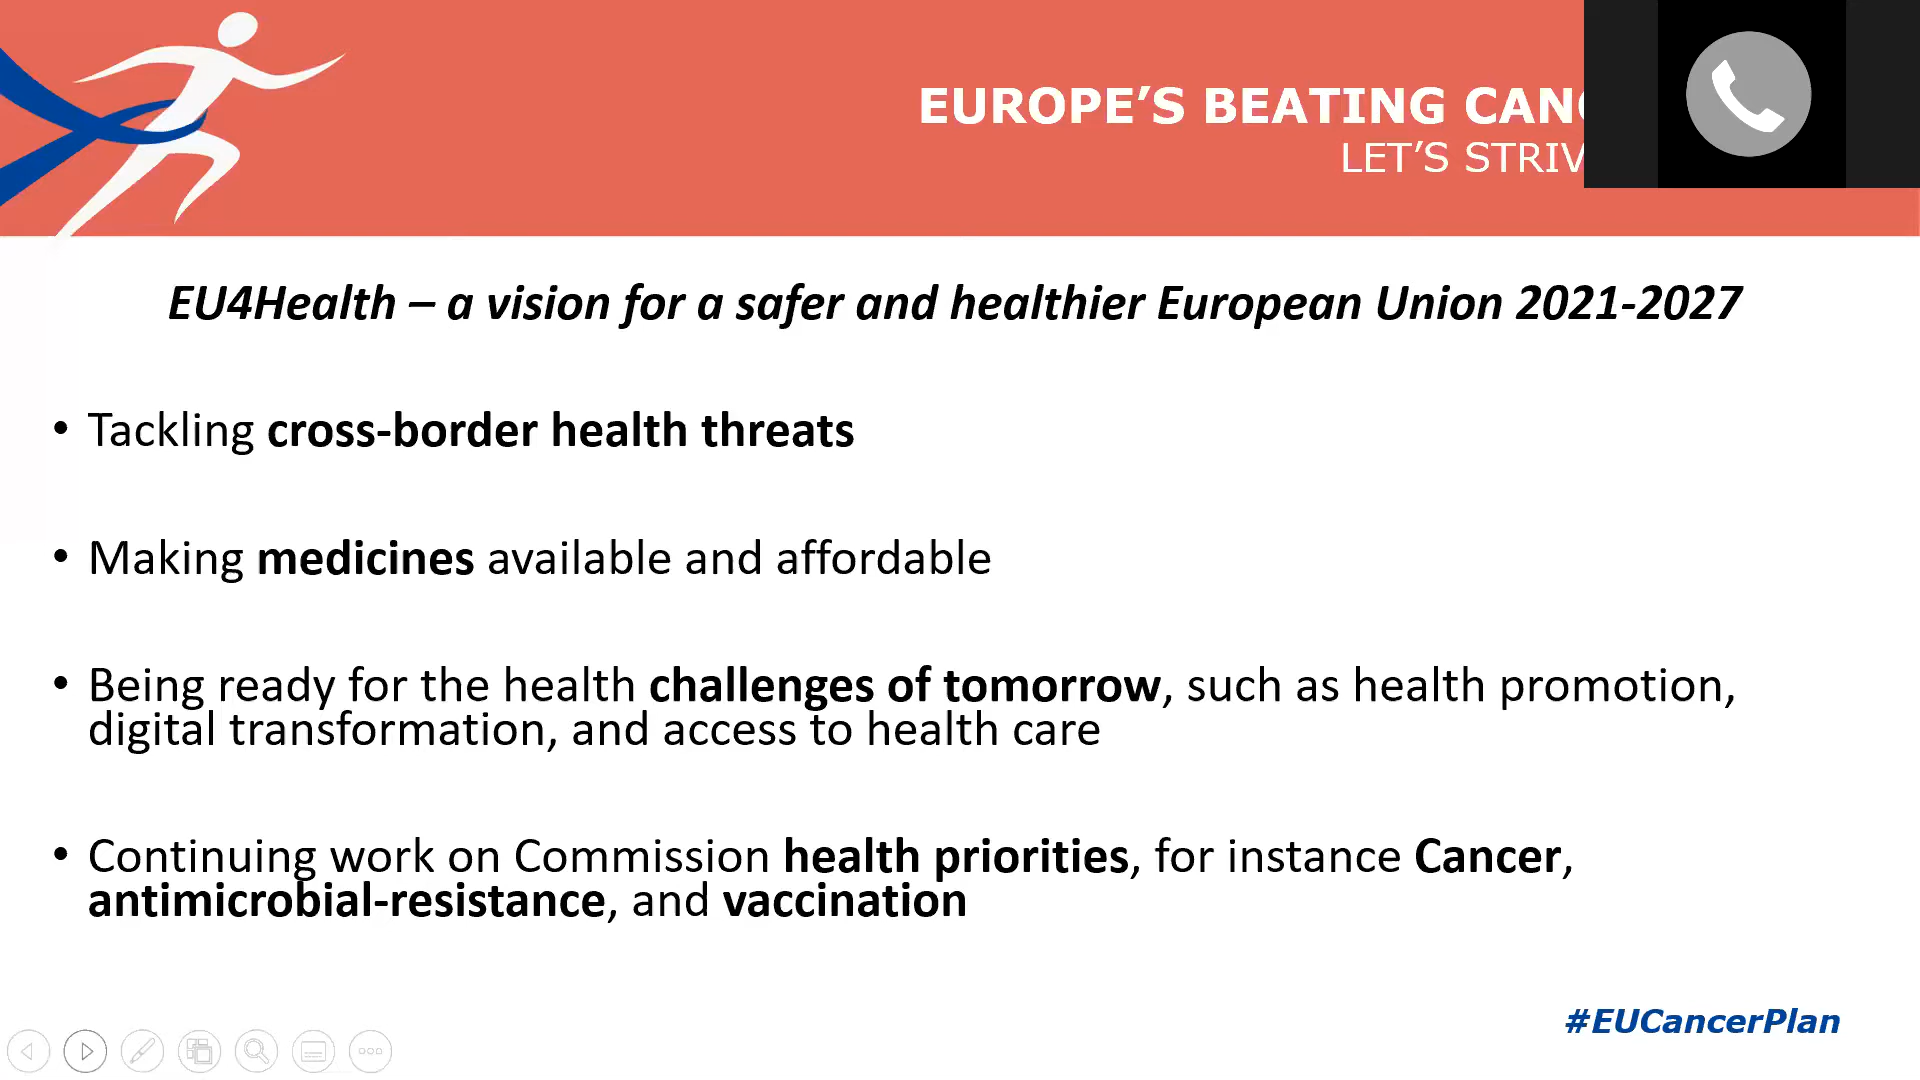 EUROPE'S BEATING
LET'S
EU4Health – a vision for a safer and healthier European Union 2021-2027
• Tackling cross-border health threats
• Making medicines available and affordable
• Being ready for the health challenges of tomorrow, such as health promotion,
digital transformation, and access to health care
• Continuing work on Commission health priorities, for instance Cancer,
antimicrobial-resistance, and vaccination
#EUCancerPlan